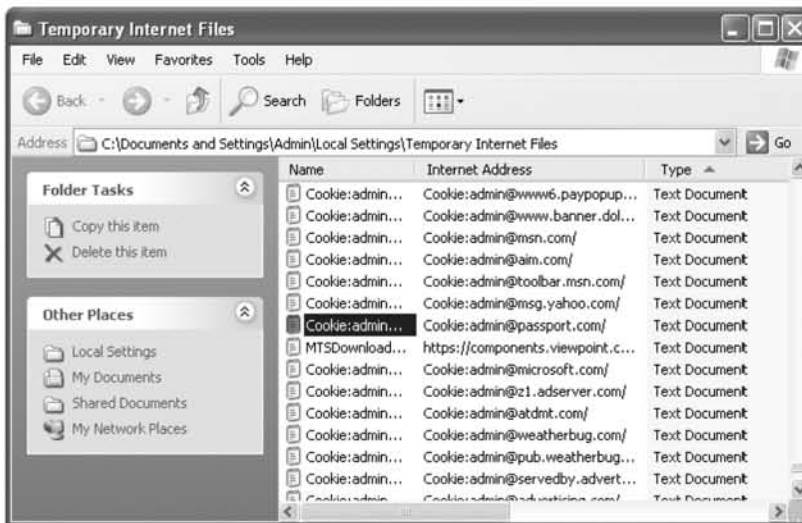 Temporary Internet Files
File Edit View Favorites Tools Help
Back Search Folders
Address C:\Documents and Settings\Admin\Local Settings\Temporary Internet Files Go
Folder Tasks
Copy this item
Delete this item
Other Places
Local Settings
My Documents
Shared Documents
My Network Places
Name Internet Address Type
Cookie:admin... Cookie:admin@www6.paypopup... Text Document
Cookie:admin... Cookie:admin@www.banner.dol... Text Document
Cookie:admin... Cookie:admin@msn.com/ Text Document
Cookie:admin... Cookie:admin@aim.com/ Text Document
Cookie:admin... Cookie:admin@toolbar.msn.com/ Text Document
Cookie:admin... Cookie:admin@msg.yahoo.com/ Text Document
Cookie:admin... Cookie:admin@passport.com/ Text Document
MTSDownload... https://components.viewpoint.c... Text Document
Cookie:admin... Cookie:admin@microsoft.com/ Text Document
Cookie:admin... Cookie:admin@z1.adserver.com/ Text Document
Cookie:admin... Cookie:admin@atdmt.com/ Text Document
Cookie:admin... Cookie:admin@weatherbug.com/ Text Document
Cookie:admin... Cookie:admin@pub.weatherbug... Text Document
Cookie:admin... Cookie:admin@servedby.advert... Text Document
Cookie:admin... Cookie:admin@advertising.com/ Text Document